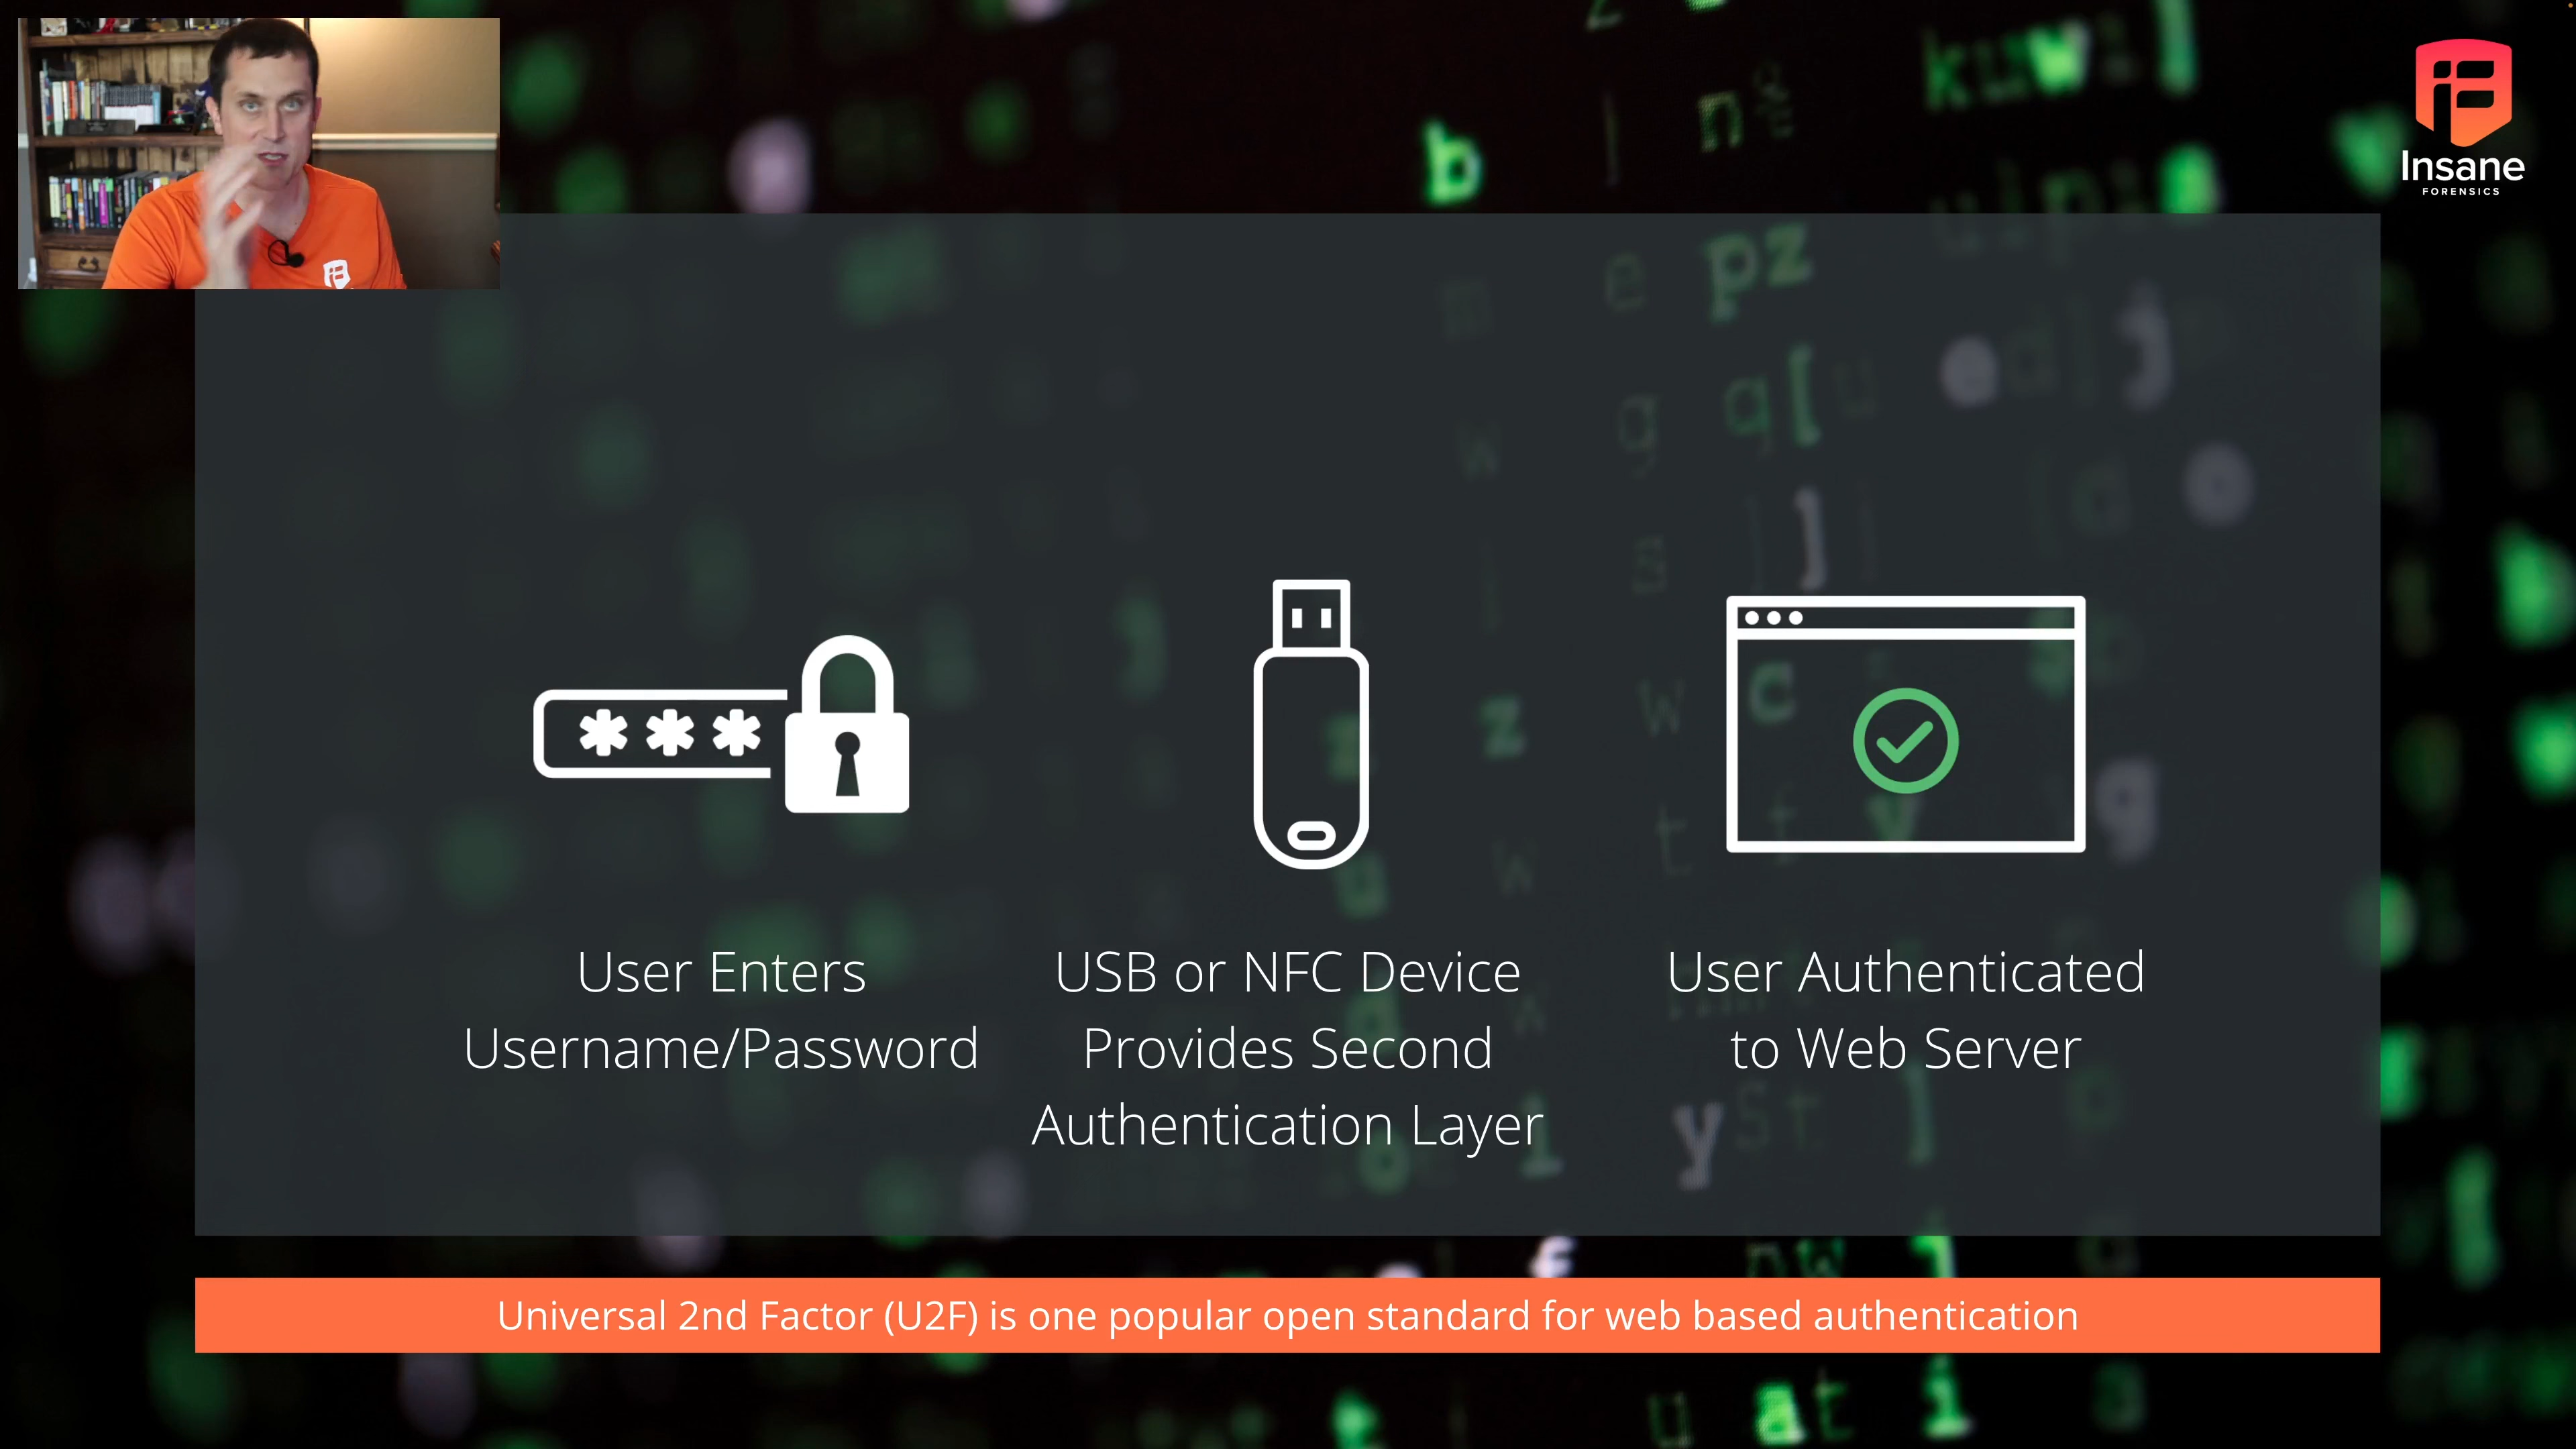 Insane
FORENSICS
***
User Enters
Username/Password
USB or NFC Device
Provides Second
Authentication Layer
User Authenticated
to Web Server
Universal 2nd Factor (U2F) is one popular open standard for web based authentication